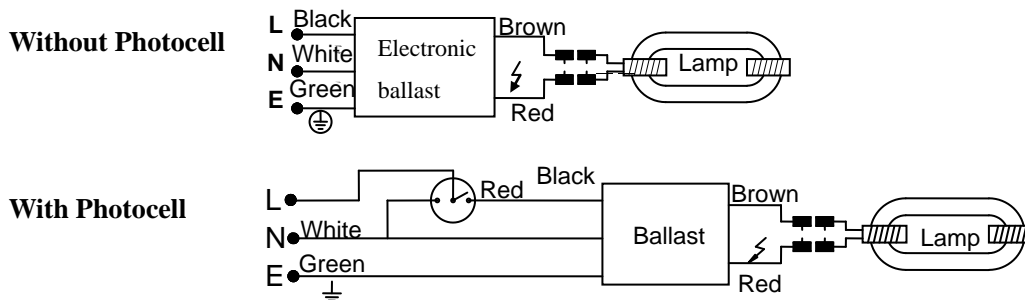 Without Photocell
L Black
N White
E Green
Electronic
ballast
Brown
Red
Lamp
With Photocell
L
N White
E Green
Red
Black
Ballast
Brown
Red
Lamp